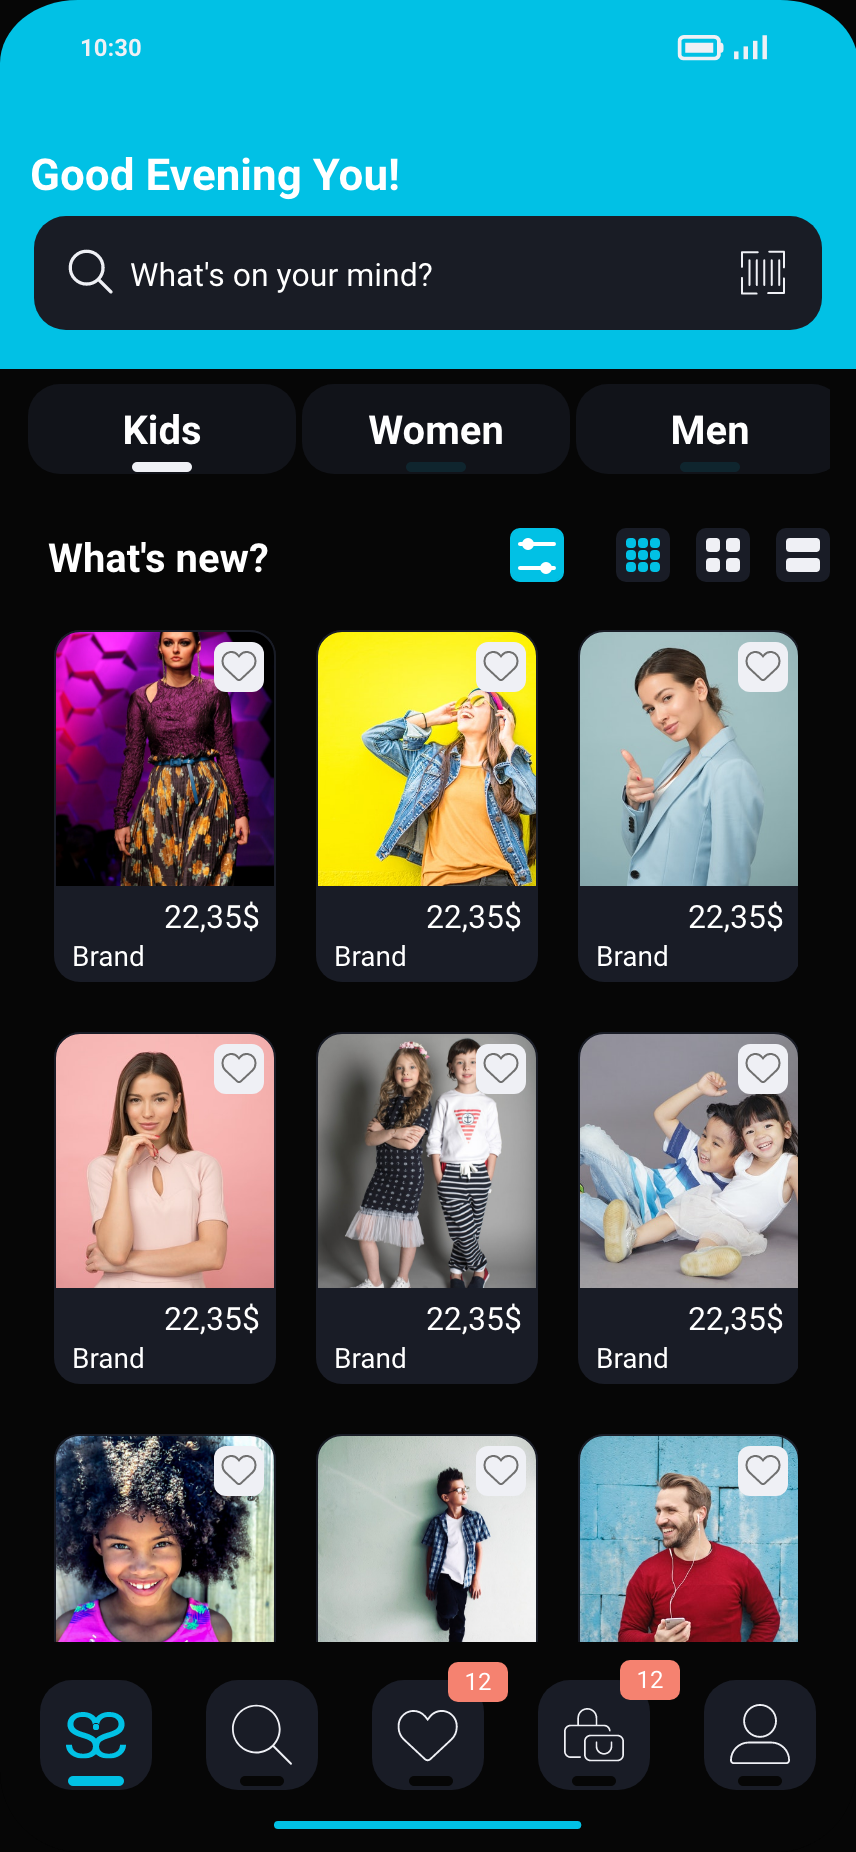 10:30
Good Evening You!
What's on your mind?
Kids Women Men
What's new?
22,35$ 22,35$ 22,35$
Brand Brand Brand
22,35$ 22,35$ 22,35$
Brand Brand Brand
12 12